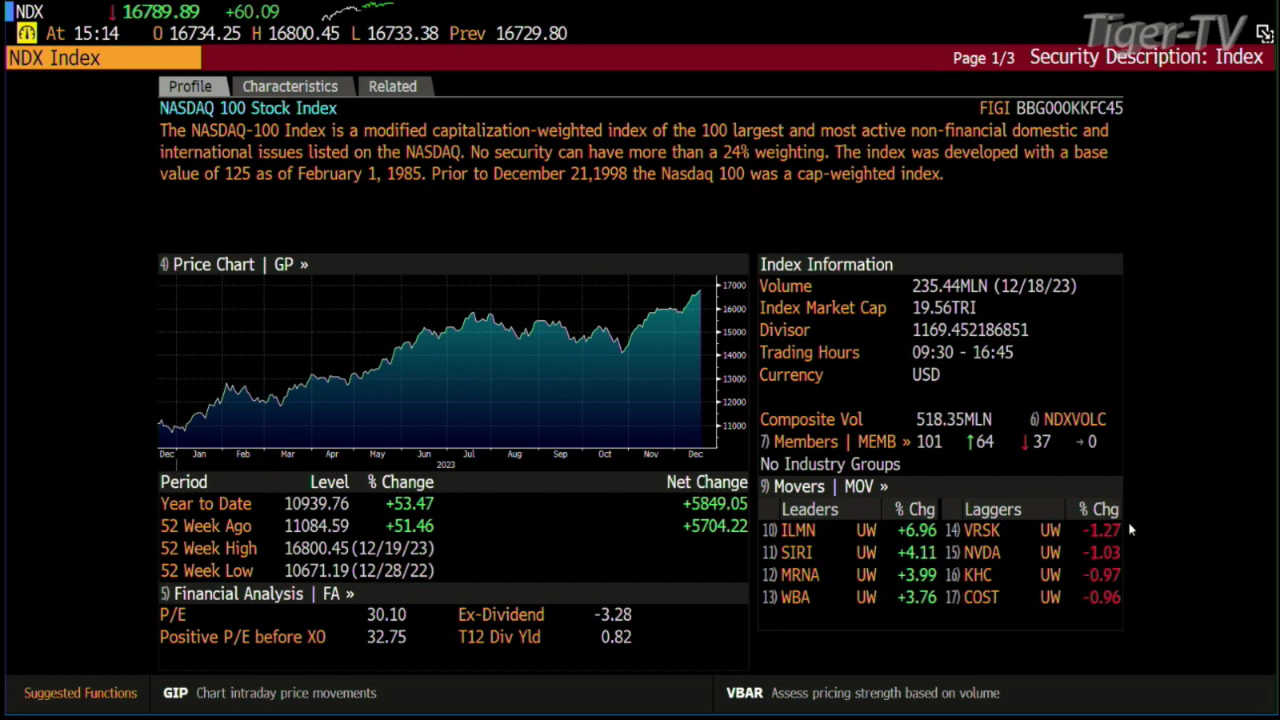 NDX ↓ 16789.89 +60.09
At 15:14 O 16734.25 H 16800.45 L 16733.38 Prev 16729.80
Tiger-TV
NDX Index Page 1/3 Security Description: Index
Profile Characteristics Related
NASDAQ 100 Stock Index FIGI BBG000KKFC45
The NASDAQ-100 Index is a modified capitalization-weighted index of the 100 largest and most active non-financial domestic and
international issues listed on the NASDAQ. No security can have more than a 24% weighting. The index was developed with a base
value of 125 as of February 1, 1985. Prior to December 21,1998 the Nasdaq 100 was a cap-weighted index.
4) Price Chart | GP »
17000
16000
15000
14000
13000
12000
11000
Dec Jan Feb Mar Apr May Jun Jul Aug Sep Oct Nov Dec
2023
Period Level % Change Net Change
Year to Date 10939.76 +53.47 +5849.05
52 Week Ago 11084.59 +51.46 +5704.22
52 Week High 16800.45 (12/19/23)
52 Week Low 10671.19 (12/28/22)
5) Financial Analysis | FA »
P/E 30.10 Ex-Dividend -3.28
Positive P/E before XO 32.75 T12 Div Yld 0.82
Index Information
Volume 235.44MLN (12/18/23)
Index Market Cap 19.56TRI
Divisor 1169.452186851
Trading Hours 09:30 - 16:45
Currency USD
Composite Vol 518.35MLN 6) NDXVOLC
7) Members | MEMB » 101 ↑64 ↓37 →0
No Industry Groups
9) Movers | MOV »
Leaders % Chg Laggers % Chg
10) ILMN UW +6.96 14) VRSK UW -1.27
11) SIRI UW +4.11 15) NVDA UW -1.03
12) MRNA UW +3.99 16) KHC UW -0.97
13) WBA UW +3.76 17) COST UW -0.96
Suggested Functions GIP Chart intraday price movements VBAR Assess pricing strength based on volume